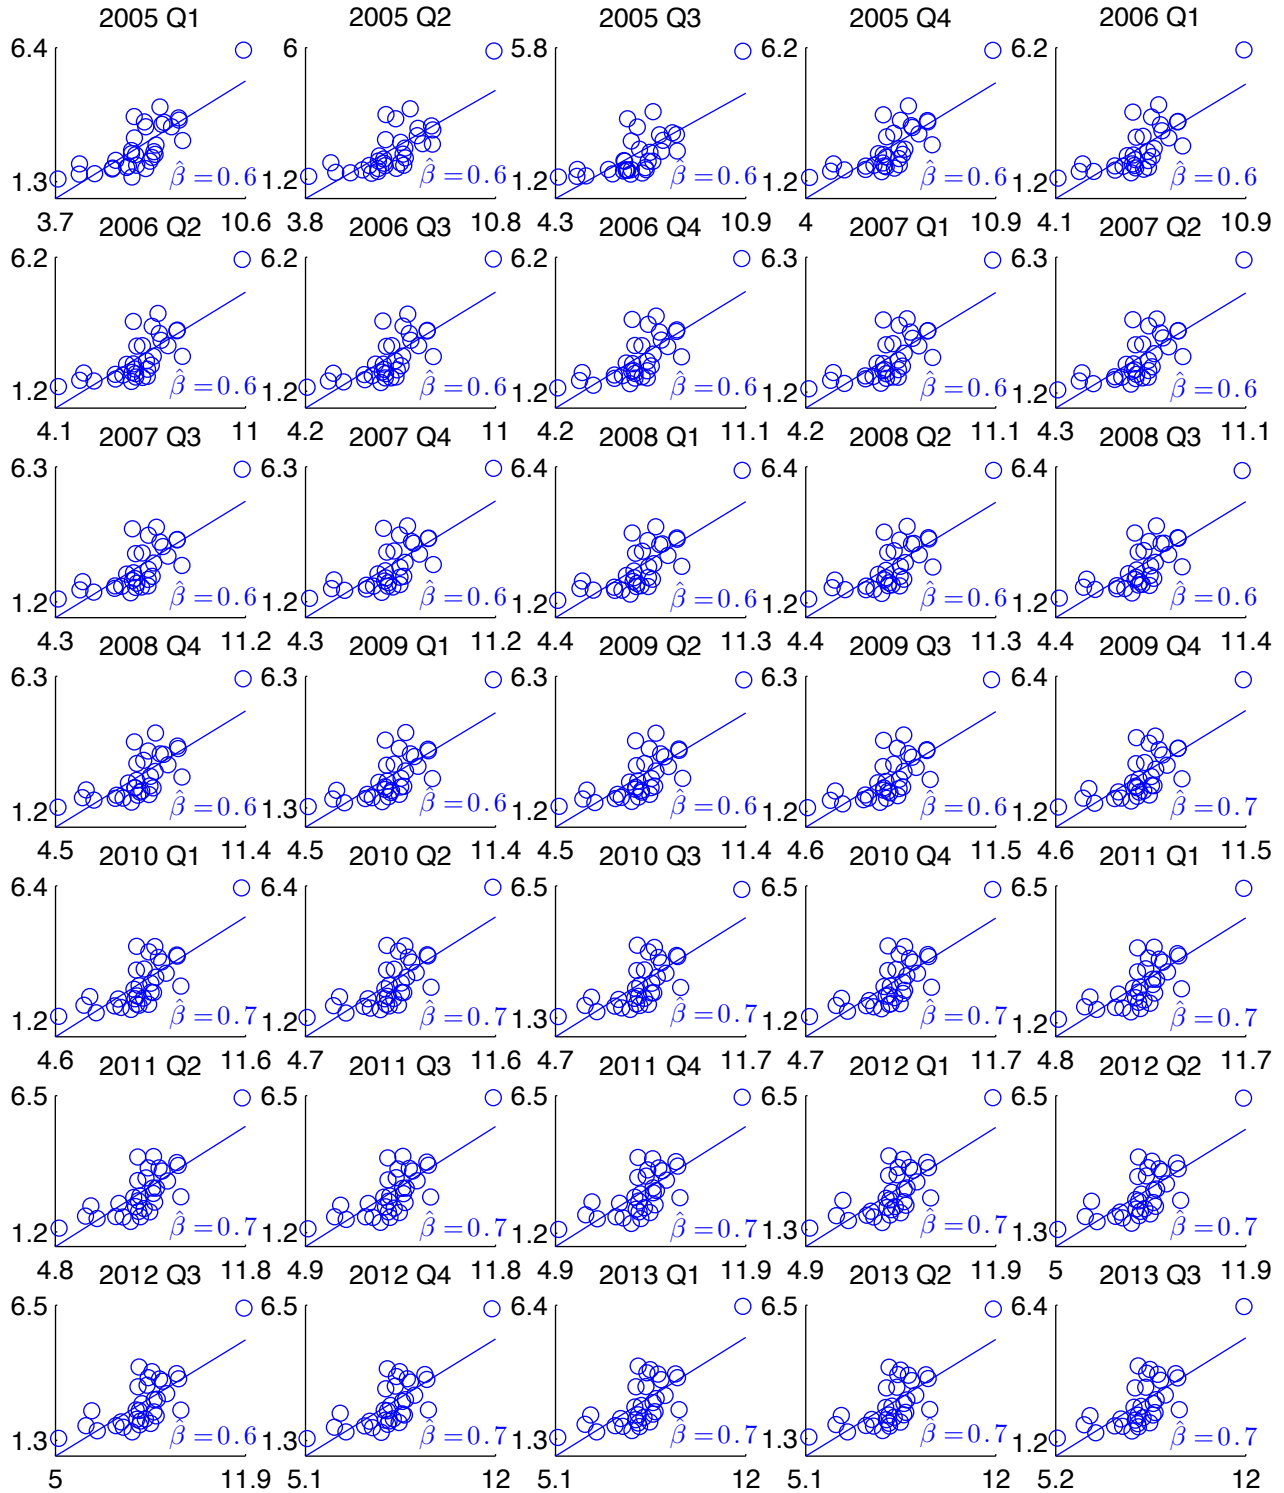 2005 Q1 2005 Q2 2005 Q3 2005 Q4 2006 Q1
6.4 6 5.8 6.2 6.2
1.3 β̂ = 0.6 1.2 β̂ = 0.6 1.2 β̂ = 0.6 1.2 β̂ = 0.6 1.2 β̂ = 0.6
3.7 10.6 3.8 10.8 4.3 10.9 4 10.9 4.1 10.9
2006 Q2 2006 Q3 2006 Q4 2007 Q1 2007 Q2
6.2 6.2 6.2 6.3 6.3
1.2 β̂ = 0.6 1.2 β̂ = 0.6 1.2 β̂ = 0.6 1.2 β̂ = 0.6 1.2 β̂ = 0.6
4.1 11 4.2 11 4.2 11.1 4.2 11.1 4.3 11.1
2007 Q3 2007 Q4 2008 Q1 2008 Q2 2008 Q3
6.3 6.3 6.4 6.4 6.4
1.2 β̂ = 0.6 1.2 β̂ = 0.6 1.2 β̂ = 0.6 1.2 β̂ = 0.6 1.2 β̂ = 0.6
4.3 11.2 4.3 11.2 4.4 11.3 4.4 11.3 4.4 11.4
2008 Q4 2009 Q1 2009 Q2 2009 Q3 2009 Q4
6.3 6.3 6.3 6.3 6.4
1.2 β̂ = 0.6 1.3 β̂ = 0.6 1.2 β̂ = 0.6 1.2 β̂ = 0.6 1.2 β̂ = 0.7
4.5 11.4 4.5 11.4 4.5 11.4 4.6 11.5 4.6 11.5
2010 Q1 2010 Q2 2010 Q3 2010 Q4 2011 Q1
6.4 6.4 6.5 6.5 6.5
1.2 β̂ = 0.7 1.2 β̂ = 0.7 1.3 β̂ = 0.7 1.2 β̂ = 0.7 1.2 β̂ = 0.7
4.6 11.6 4.7 11.6 4.7 11.7 4.7 11.7 4.8 11.7
2011 Q2 2011 Q3 2011 Q4 2012 Q1 2012 Q2
6.5 6.5 6.5 6.5 6.5
1.2 β̂ = 0.7 1.2 β̂ = 0.7 1.2 β̂ = 0.7 1.3 β̂ = 0.7 1.3 β̂ = 0.7
4.8 11.8 4.9 11.8 4.9 11.9 4.9 11.9 5 11.9
2012 Q3 2012 Q4 2013 Q1 2013 Q2 2013 Q3
6.5 6.5 6.4 6.5 6.4
1.3 β̂ = 0.6 1.3 β̂ = 0.7 1.3 β̂ = 0.7 1.3 β̂ = 0.7 1.2 β̂ = 0.7
5 11.9 5.1 12 5.1 12 5.1 12 5.2 12